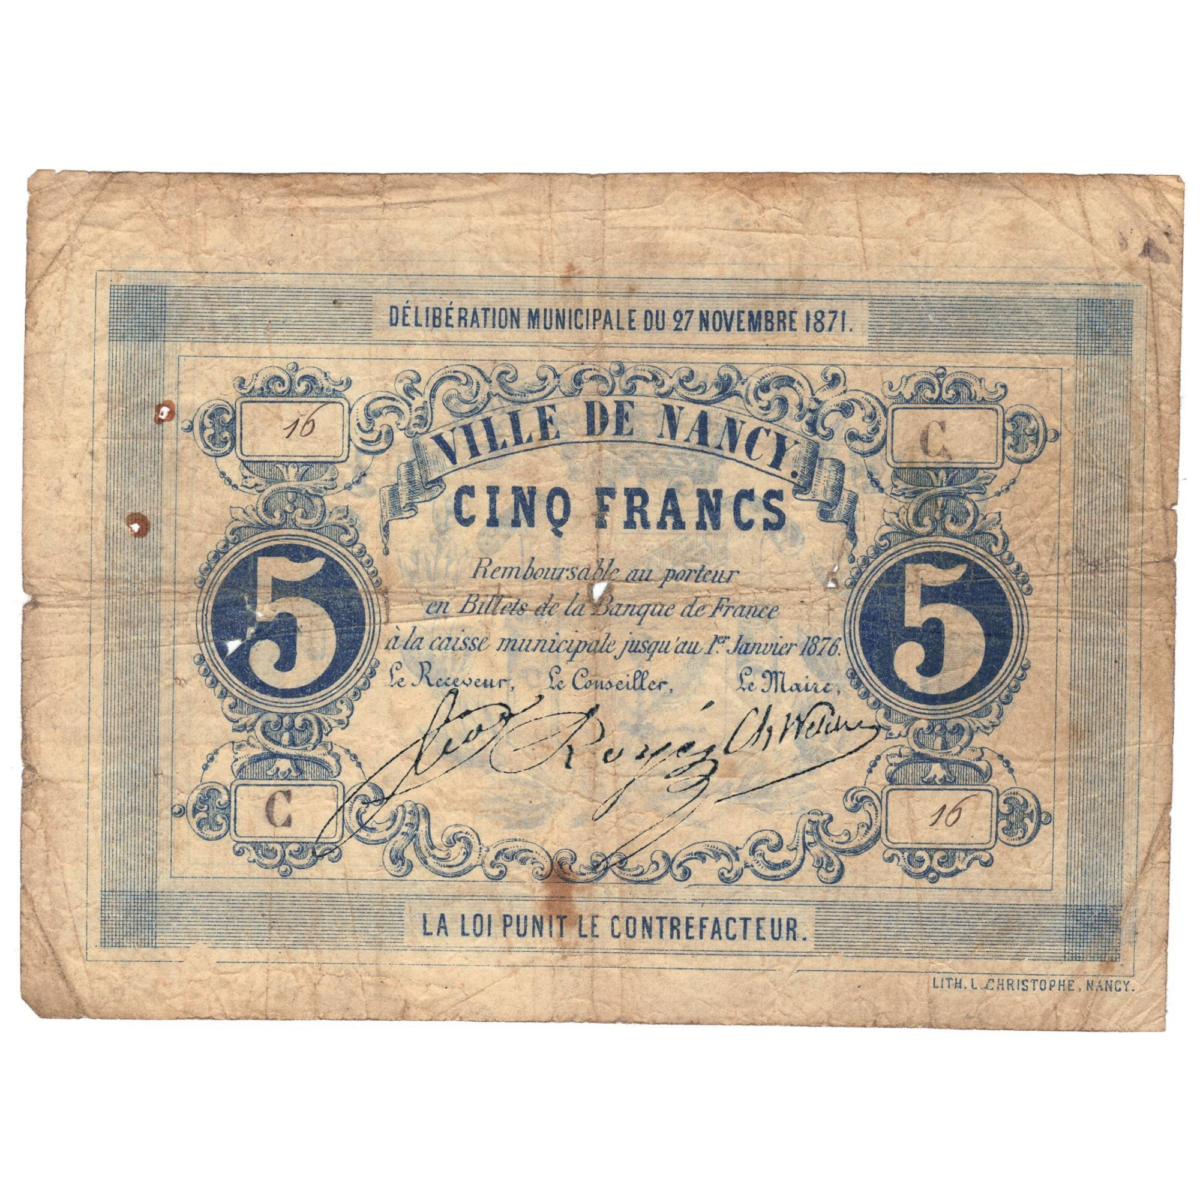 DÉLIBÉRATION MUNICIPALE DU 27 NOVEMBRE 1871.
16
C
VILLE DE NANCY.
CINQ FRANCS
5
5
Remboursable au porteur
en Billets de la Banque de France
à la caisse municipale jusqu'au 1er Janvier 1876.
Le Receveur, Le Conseiller, Le Maire,
C
16
LA LOI PUNIT LE CONTREFACTEUR.
LITH. L. CHRISTOPHE, NANCY.